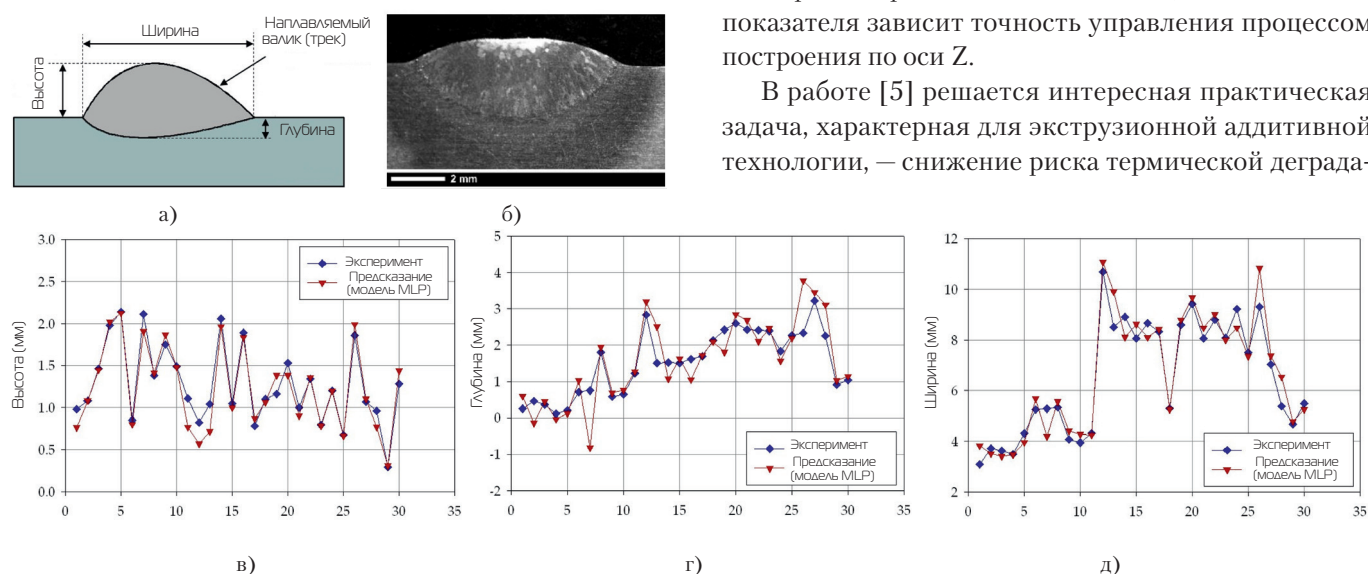 Ширина
Наплавляемый
валик (трек)
Высота
Глубина
а)
2 mm
б)
показателя зависит точность управления процессом
построения по оси Z.
В работе [5] решается интересная практическая
задача, характерная для экструзионной аддитивной
технологии, — снижение риска термической деграда-
3.0
2.5
2.0
1.5
1.0
0.5
0.0
Высота (мм)
Эксперимент
Предсказание
(модель MLP)
0 5 10 15 20 25 30 35
в)
5
4
3
2
1
0
-1
-2
Глубина (мм)
Эксперимент
Предсказание
(модель MLP)
0 5 10 15 20 25 30 35
г)
12
10
8
6
4
2
Ширина (мм)
Эксперимент
Предсказание
(модель MLP)
0 5 10 15 20 25 30 35
д)